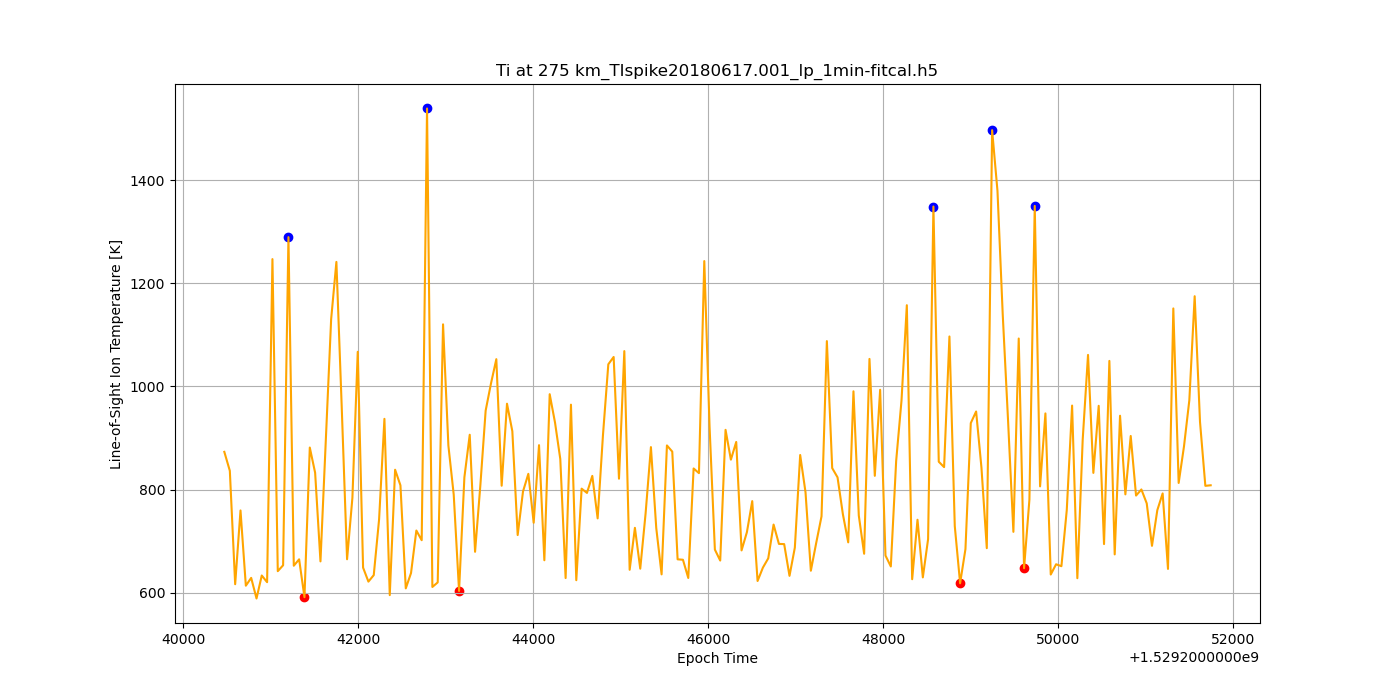 Ti at 275 km_TIspike20180617.001_lp_1min-fitcal.h5
Line-of-Sight Ion Temperature [K]
1400
1200
1000
800
600
40000 42000 44000 46000 48000 50000 52000
Epoch Time
+1.5292000000e9